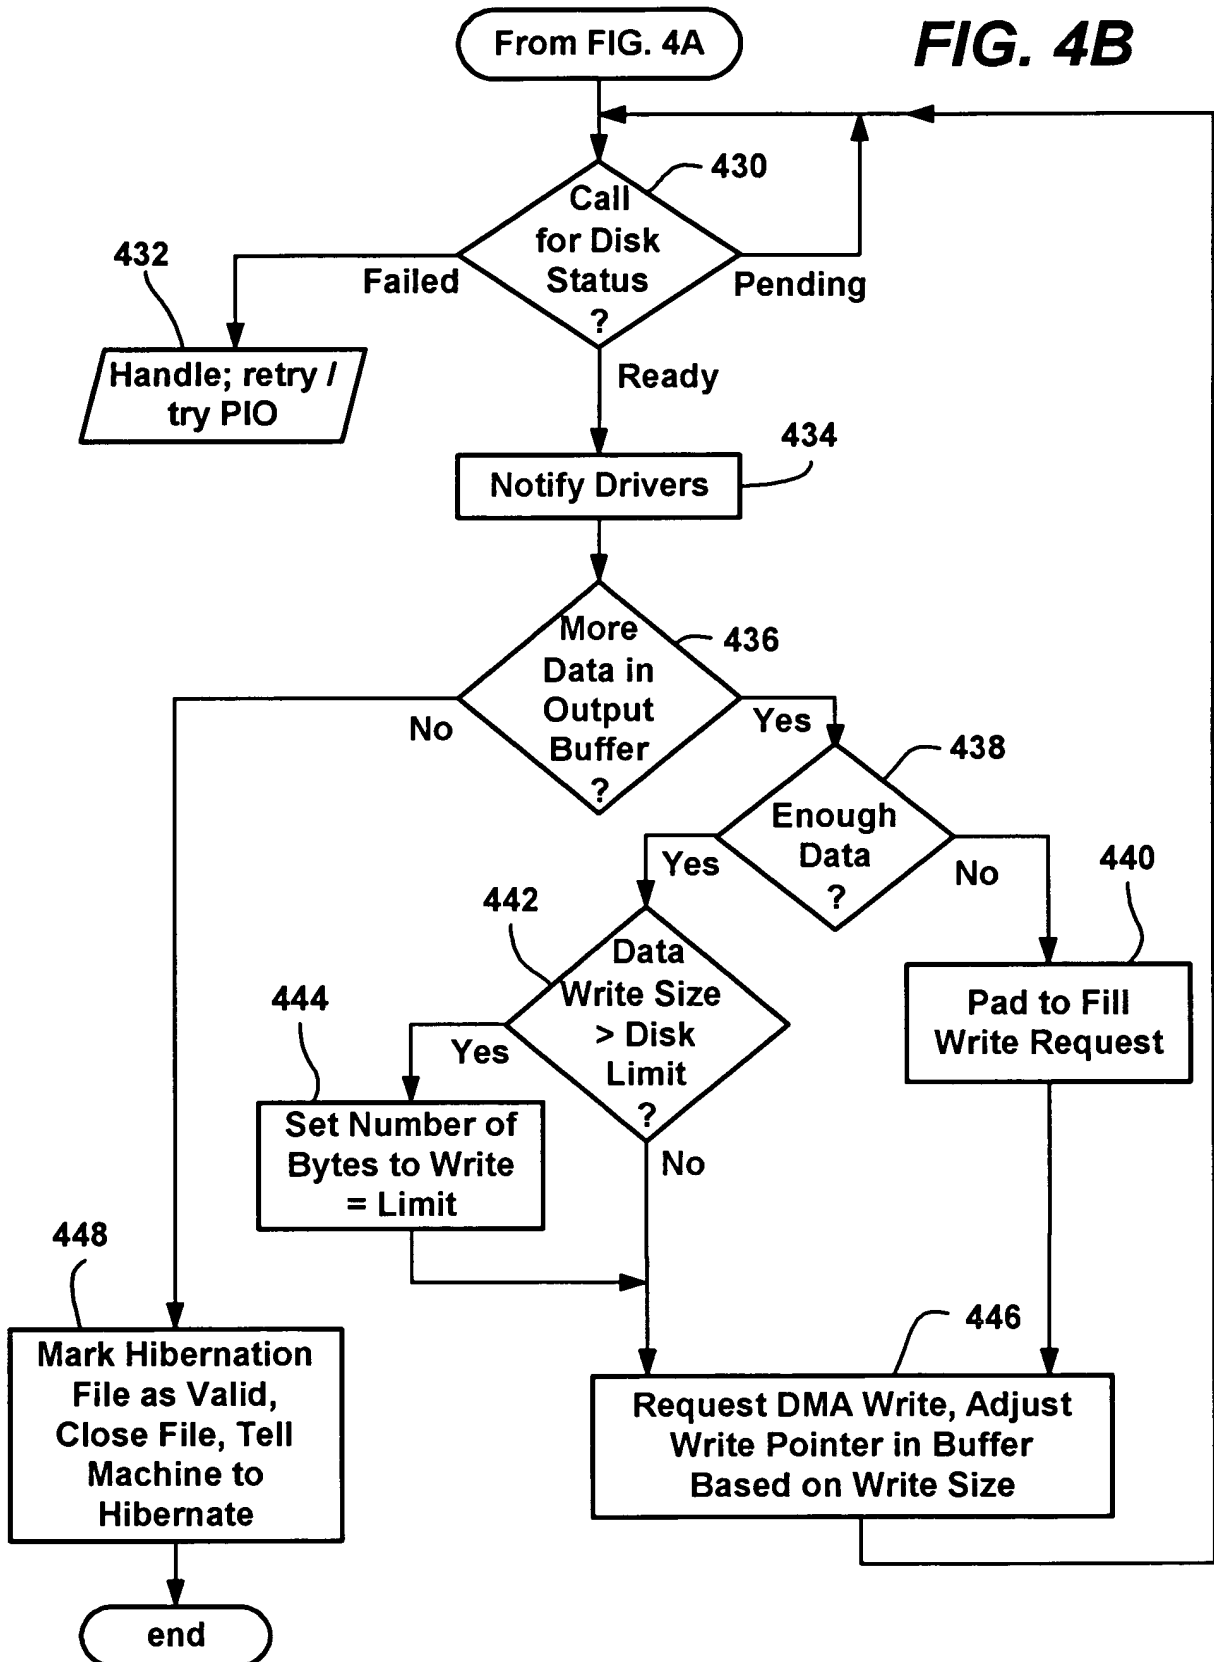 From FIG. 4A
FIG. 4B
430
Call
for Disk
Status
?
432
Failed
Pending
Handle; retry /
try PIO
Ready
434
Notify Drivers
More
Data in
Output
Buffer
?
436
No
Yes
438
Enough
Data
?
Yes
No
440
442
Data
Write Size
> Disk
Limit
?
Pad to Fill
Write Request
444
Yes
Set Number of
Bytes to Write
= Limit
No
448
446
Mark Hibernation
File as Valid,
Close File, Tell
Machine to
Hibernate
Request DMA Write, Adjust
Write Pointer in Buffer
Based on Write Size
end